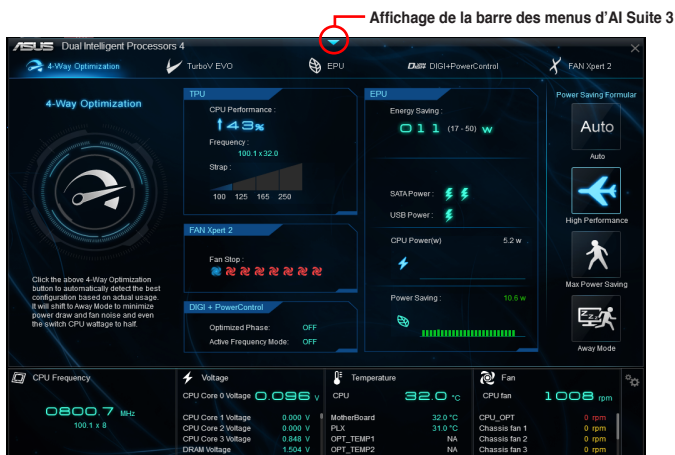 Affichage de la barre des menus d'AI Suite 3
ASUS Dual Intelligent Processors 4
4-Way Optimization
TurboV EVO
EPU
DIGI+PowerControl
FAN Xpert 2
4-Way Optimization
Click the above 4-Way Optimization
button to automatically detect the best
configuration based on actual usage.
It will shift to Away Mode to minimize
power draw and fan noise and even
the switch CPU wattage to half.
TPU
CPU Performance :
43%
Frequency :
100.1 x32.0
Strap :
100 125 165 250
FAN Xpert 2
Fan Stop :
DIGI + PowerControl
Optimized Phase: OFF
Active Frequency Mode: OFF
EPU
Energy Saving :
011 (17 - 50) w
SATA Power :
USB Power :
CPU Power(w) 5.2 w
Power Saving : 10.6 w
Power Saving Formular
Auto
Auto
High Performance
Max Power Saving
Away Mode
CPU Frequency
0800.7 MHz
100.1 x 8
Voltage
CPU Core 0 Voltage 0.096 V
CPU Core 1 Voltage 0.000 V
CPU Core 2 Voltage 0.000 V
CPU Core 3 Voltage 0.848 V
DRAM Voltage 1.504 V
Temperature
CPU 32.0 °C
MotherBoard 32.0 °C
PLX 31.0 °C
OPT_TEMP1 NA
OPT_TEMP2 NA
Fan
CPU fan 1008 rpm
CPU_OPT 0 rpm
Chassis fan 1 0 rpm
Chassis fan 2 0 rpm
Chassis fan 3 0 rpm